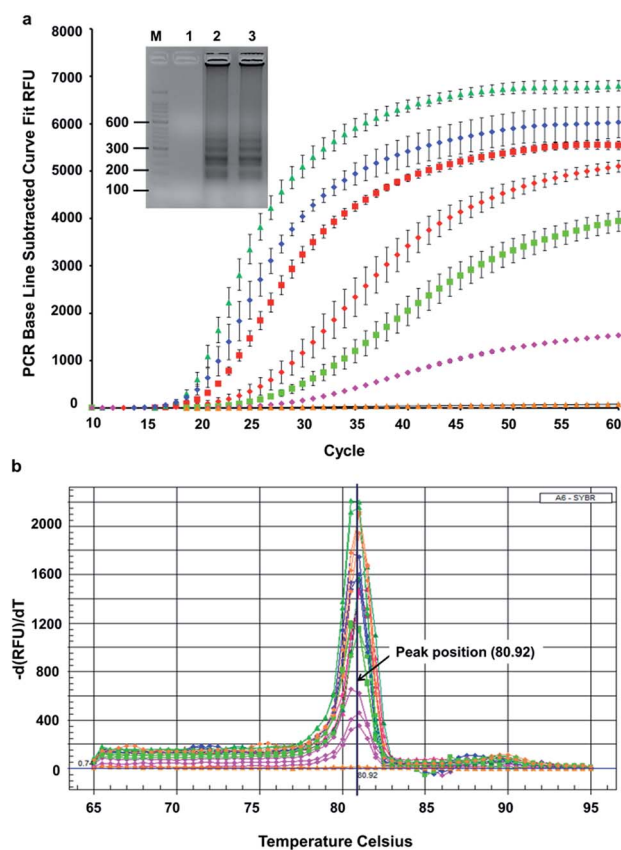 a
M 1 2 3
600
300
200
100
8000
7000
6000
5000
4000
3000
2000
1000
0
PCR Base Line Subtracted Curve Fit RFU
10 15 20 25 30 35 40 45 50 55 60
Cycle
b
A6 - SYBR
2000
1600
1200
800
400
0
-d(RFU)/dT
Peak position (80.92)
0.74
80.92
65 70 75 80 85 90 95
Temperature Celsius